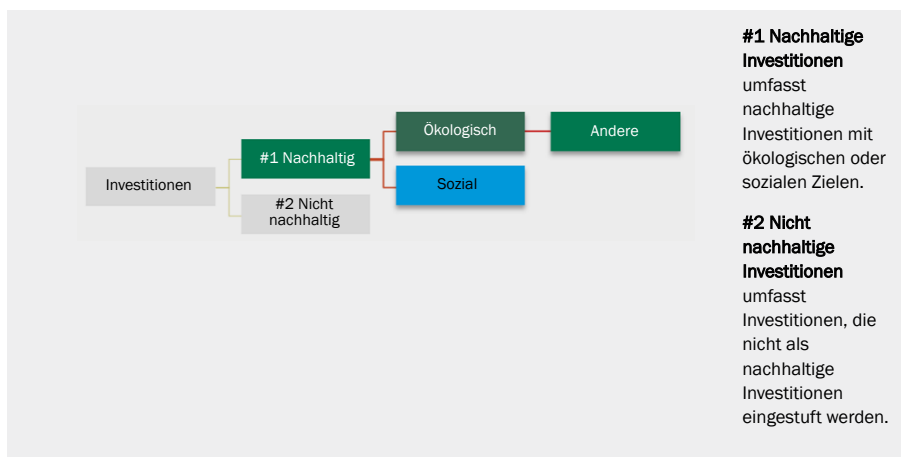 Investitionen
#1 Nachhaltig
#2 Nicht
nachhaltig
Ökologisch
Sozial
Andere
#1 Nachhaltige
Investitionen
umfasst
nachhaltige
Investitionen mit
ökologischen oder
sozialen Zielen.
#2 Nicht
nachhaltige
Investitionen
umfasst
Investitionen, die
nicht als
nachhaltige
Investitionen
eingestuft werden.